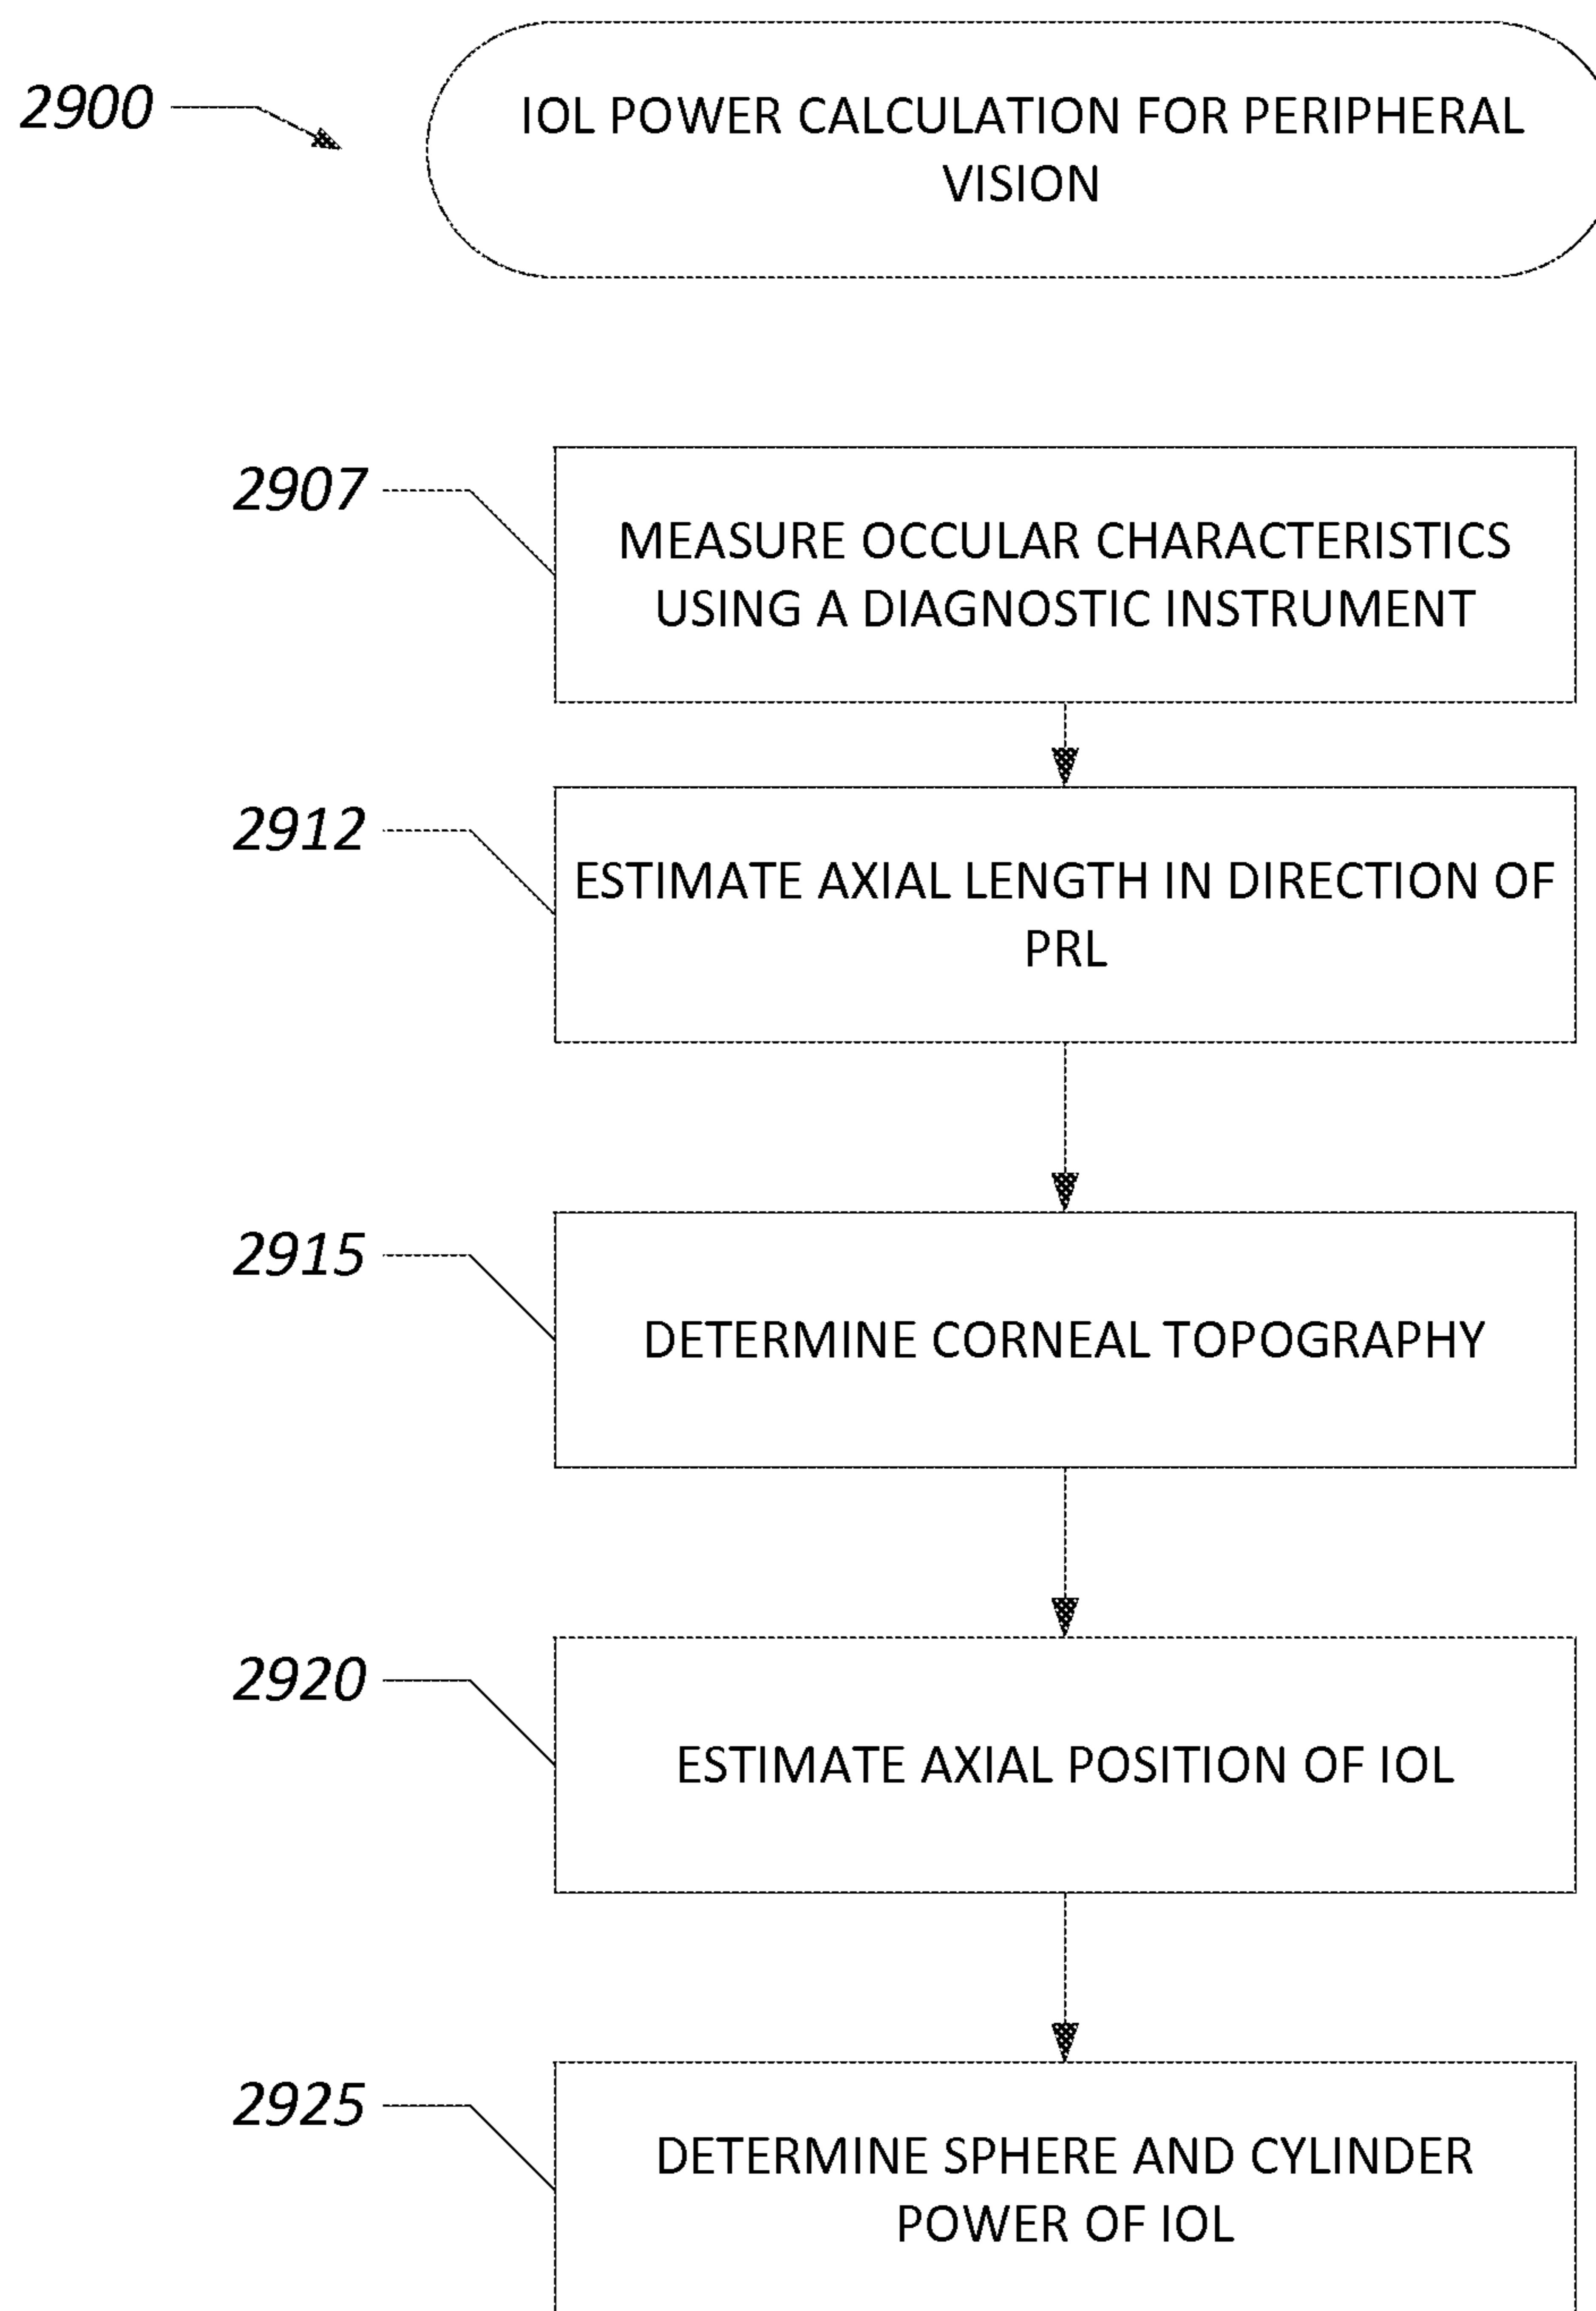 2900
IOL POWER CALCULATION FOR PERIPHERAL
VISION
2907
MEASURE OCCULAR CHARACTERISTICS
USING A DIAGNOSTIC INSTRUMENT
2912
ESTIMATE AXIAL LENGTH IN DIRECTION OF
PRL
2915
DETERMINE CORNEAL TOPOGRAPHY
2920
ESTIMATE AXIAL POSITION OF IOL
2925
DETERMINE SPHERE AND CYLINDER
POWER OF IOL